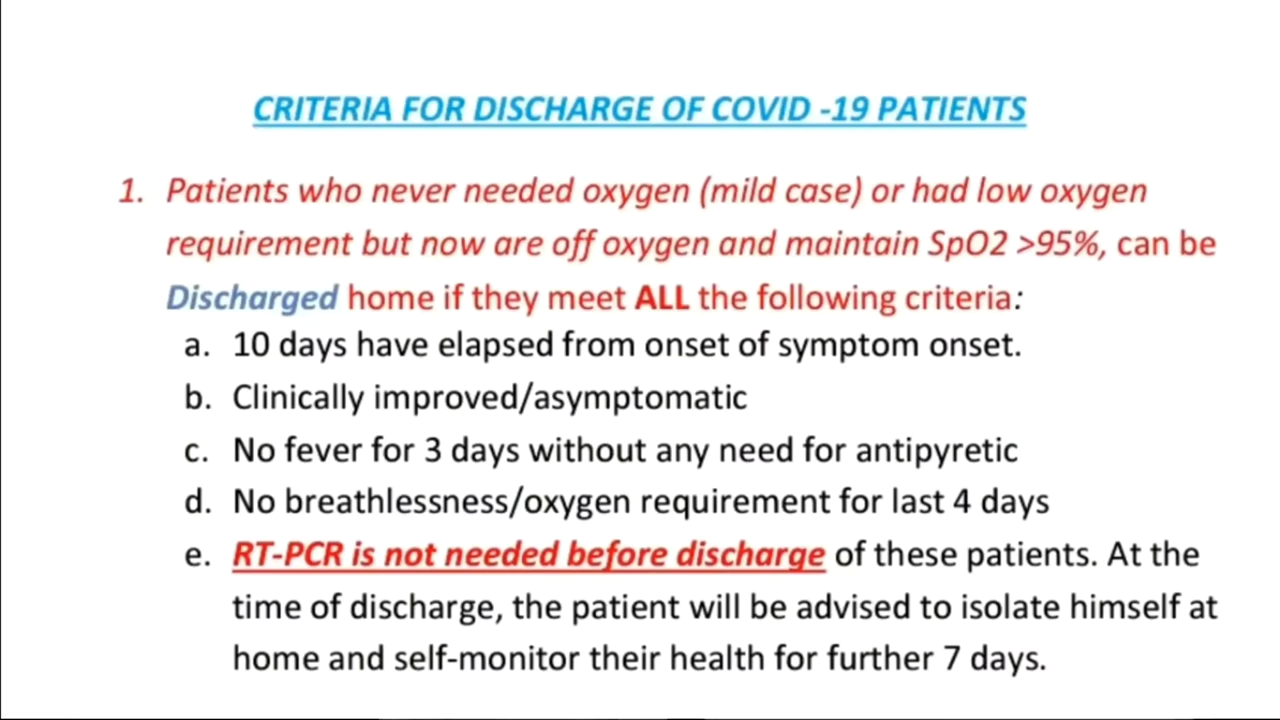 CRITERIA FOR DISCHARGE OF COVID -19 PATIENTS
1. Patients who never needed oxygen (mild case) or had low oxygen
requirement but now are off oxygen and maintain SpO2 >95%, can be
Discharged home if they meet ALL the following criteria:
a. 10 days have elapsed from onset of symptom onset.
b. Clinically improved/asymptomatic
c. No fever for 3 days without any need for antipyretic
d. No breathlessness/oxygen requirement for last 4 days
e. RT-PCR is not needed before discharge of these patients. At the
time of discharge, the patient will be advised to isolate himself at
home and self-monitor their health for further 7 days.